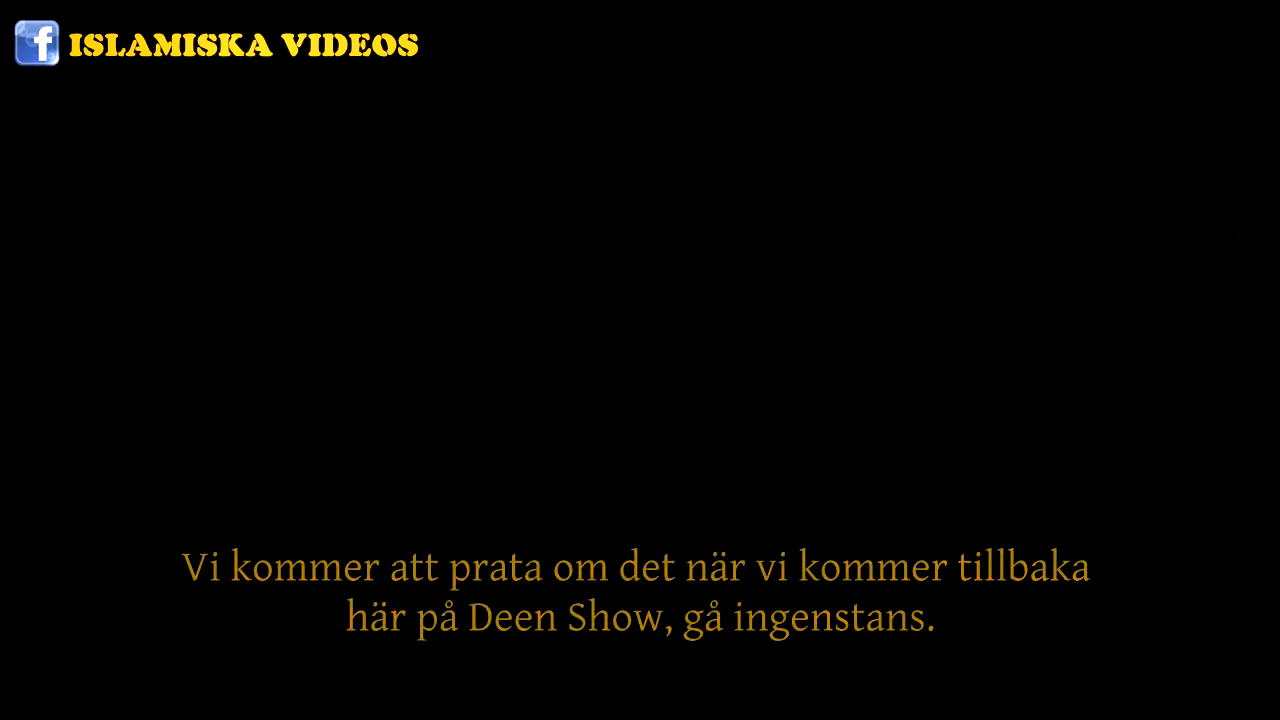 ISLAMISKA VIDEOS
Vi kommer att prata om det när vi kommer tillbaka
här på Deen Show, gå ingenstans.